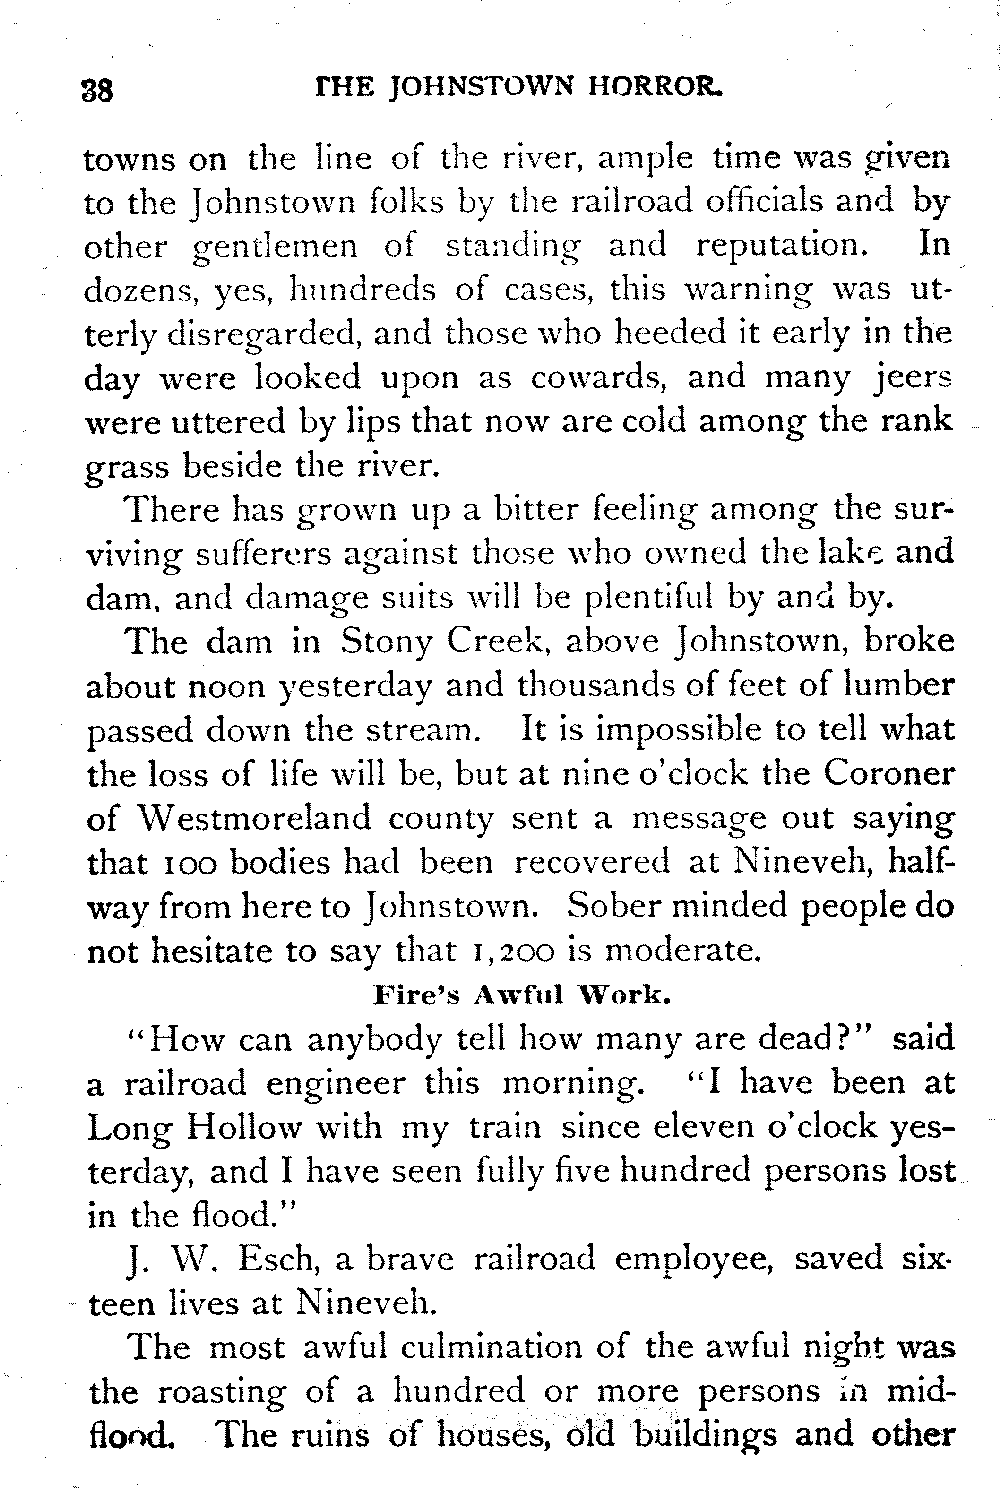 38 THE JOHNSTOWN HORROR.
towns on the line of the river, ample time was given
to the Johnstown folks by the railroad officials and by
other gentlemen of standing and reputation. In
dozens, yes, hundreds of cases, this warning was ut-
terly disregarded, and those who heeded it early in the
day were looked upon as cowards, and many jeers
were uttered by lips that now are cold among the rank
grass beside the river.
There has grown up a bitter feeling among the sur-
viving sufferers against those who owned the lake and
dam, and damage suits will be plentiful by and by.
The dam in Stony Creek, above Johnstown, broke
about noon yesterday and thousands of feet of lumber
passed down the stream. It is impossible to tell what
the loss of life will be, but at nine o'clock the Coroner
of Westmoreland county sent a message out saying
that 100 bodies had been recovered at Nineveh, half-
way from here to Johnstown. Sober minded people do
not hesitate to say that 1,200 is moderate.
Fire's Awful Work.
"How can anybody tell how many are dead?" said
a railroad engineer this morning. "I have been at
Long Hollow with my train since eleven o'clock yes-
terday, and I have seen fully five hundred persons lost
in the flood."
J. W. Esch, a brave railroad employee, saved six-
teen lives at Nineveh.
The most awful culmination of the awful night was
the roasting of a hundred or more persons in mid-
flood. The ruins of houses, old buildings and other